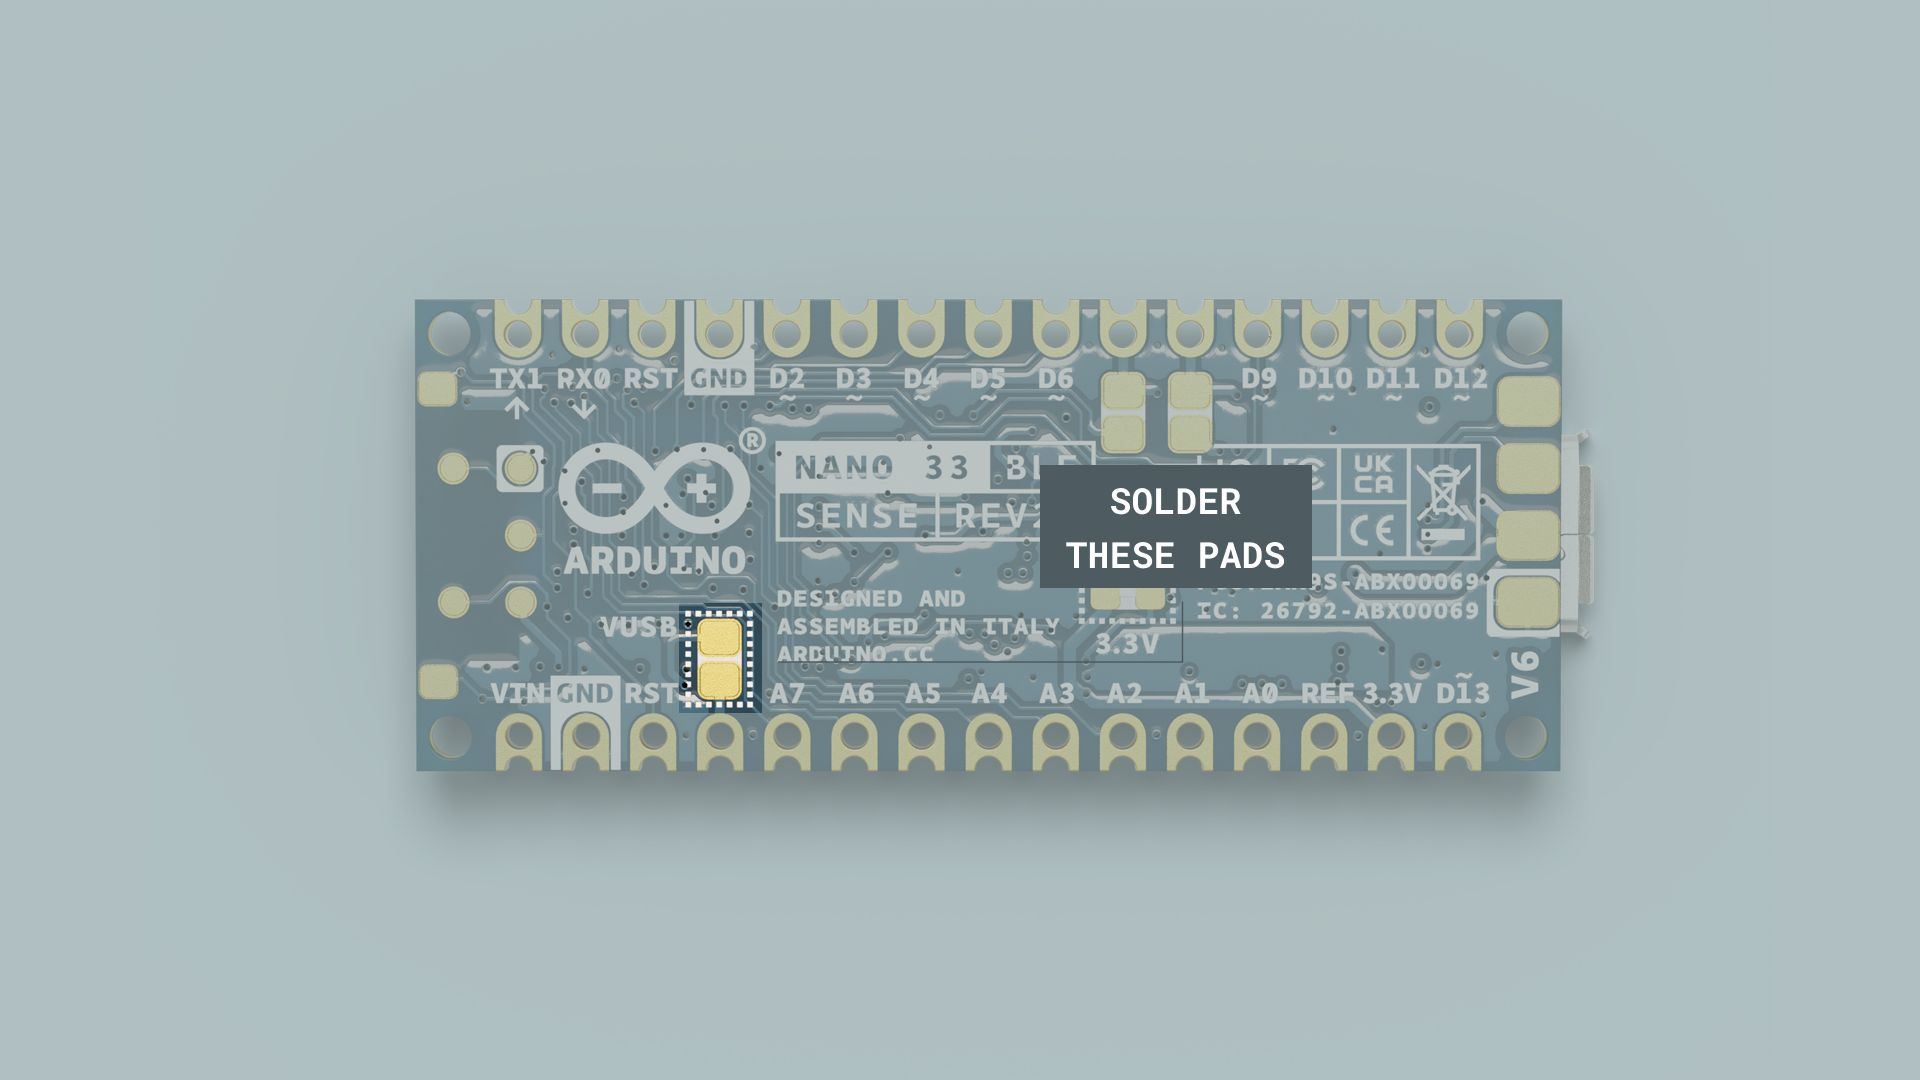 TX1 RX0 RST GND D2 D3 D4 D5 D6 D9 D10 D11 D12
~ ~ ~ ~ ~ ~ ~ ~ ~
®
NANO 33
SENSE REV2
UK
CA
CE
SOLDER
THESE PADS
ARDUINO
DESIGNED AND
ASSEMBLED IN ITALY
ARDUINO.CC
VUSB
3.3V
-ABX00069
IC: 26792-ABX00069
V6
VIN GND RST A7 A6 A5 A4 A3 A2 A1 A0 REF 3.3V D13